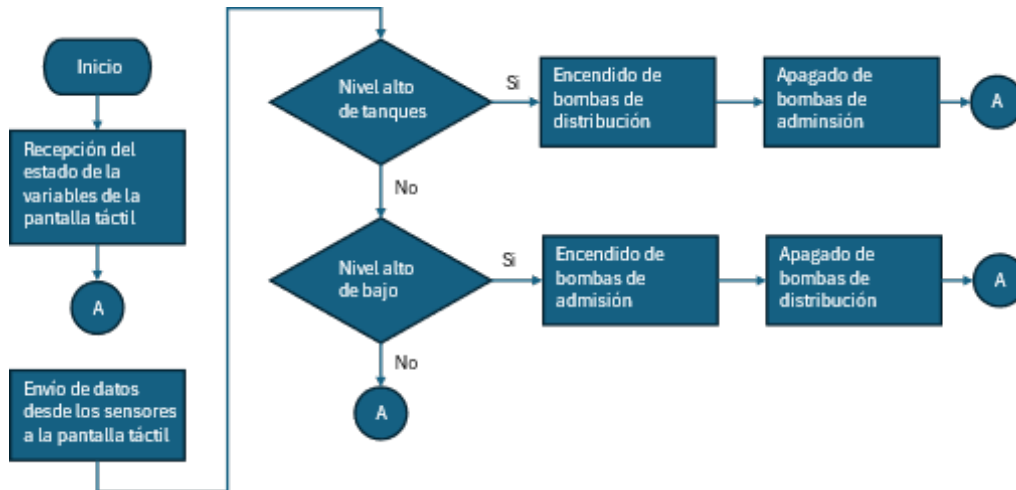 Inicio
Recepción del
estado de la
variables de la
pantalla táctil
A
Envío de datos
desde los sensores
a la pantalla táctil
Nivel alto
de tanques
Si
Encendido de
bombas de
distribución
Apagado de
bombas de
adminsión
A
No
Nivel alto
de bajo
Si
Encendido de
bombas de
admisión
Apagado de
bombas de
distribución
A
No
A